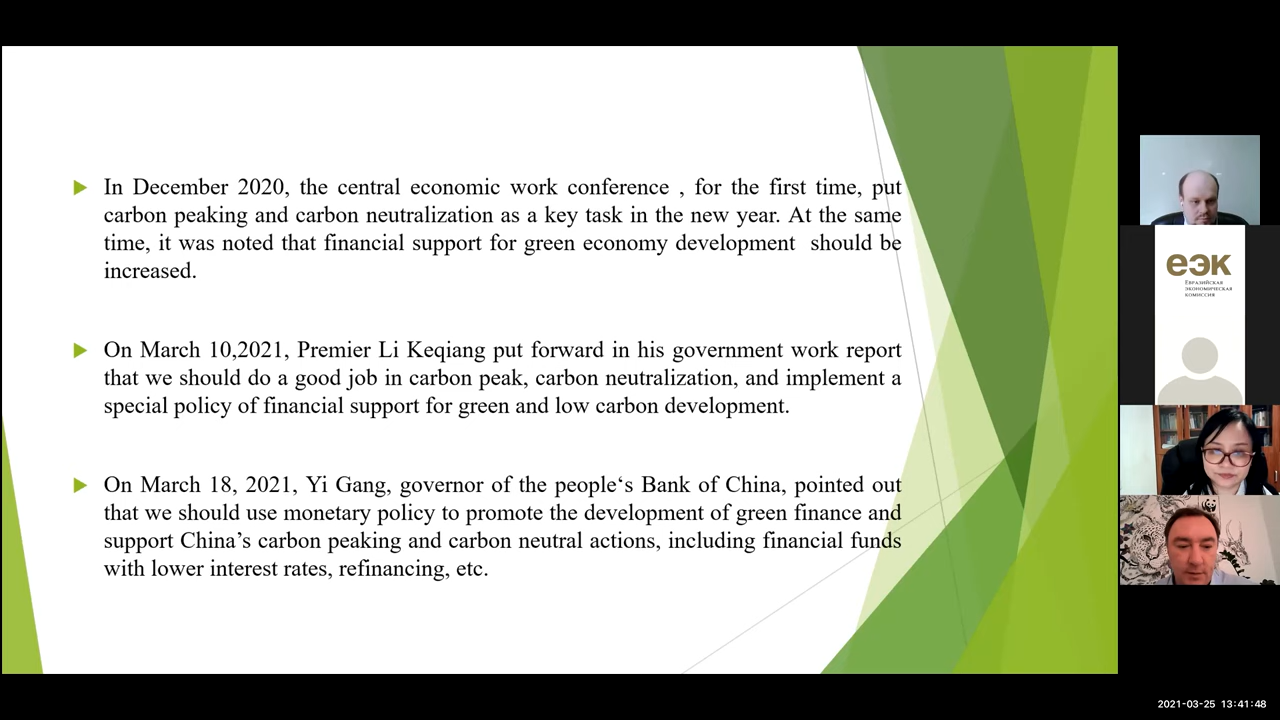 In December 2020, the central economic work conference , for the first time, put
carbon peaking and carbon neutralization as a key task in the new year. At the same
time, it was noted that financial support for green economy development  should be
increased.
On March 10,2021, Premier Li Keqiang put forward in his government work report
that we should do a good job in carbon peak, carbon neutralization, and implement a
special policy of financial support for green and low carbon development.
On March 18, 2021, Yi Gang, governor of the people‘s Bank of China, pointed out
that we should use monetary policy to promote the development of green finance and
support China’s carbon peaking and carbon neutral actions, including financial funds
with lower interest rates, refinancing, etc.
еэк
ЕВРАЗИЙСКАЯ
ЭКОНОМИЧЕСКАЯ
КОМИССИЯ
2021-03-25 13:41:48